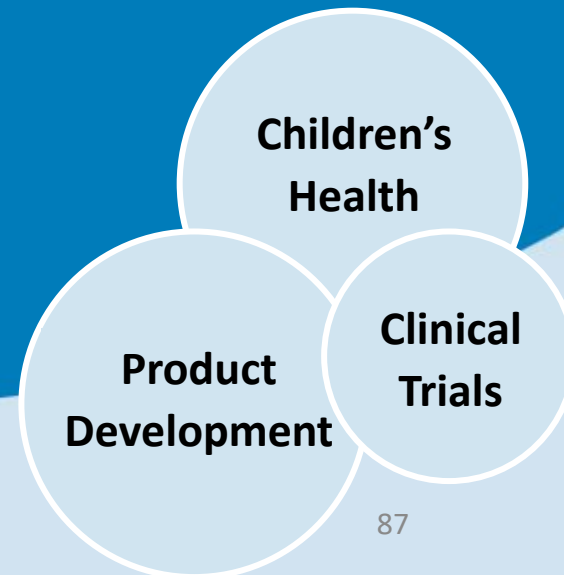 Children’s
Health
Clinical
Trials
Product
Development
87